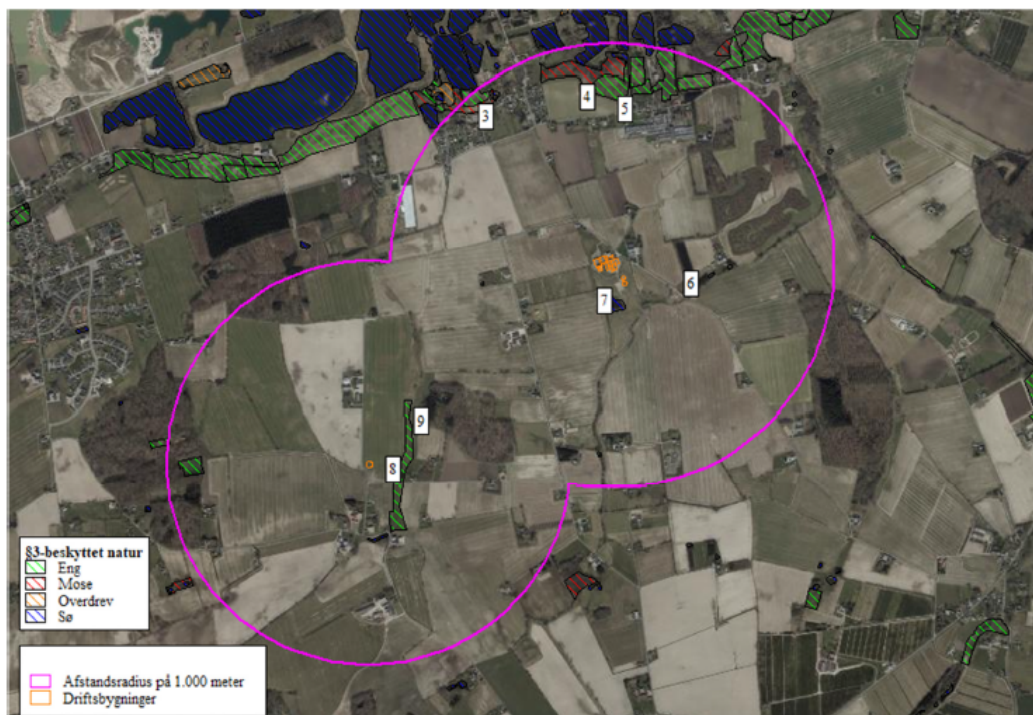 3
4
5
6
7
9
8
§3-beskyttet natur
Eng
Mose
Overdrev
Sø
Afstandsradius på 1.000 meter
Driftsbygninger